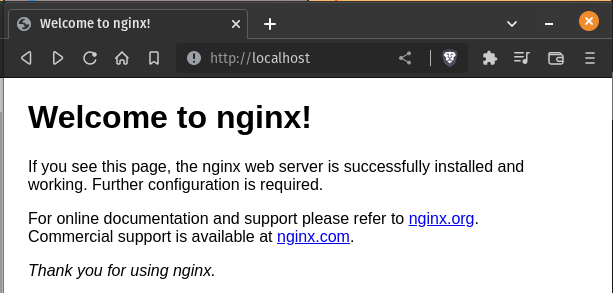 Welcome to nginx!
http://localhost
Welcome to nginx!
If you see this page, the nginx web server is successfully installed and
working. Further configuration is required.
For online documentation and support please refer to nginx.org.
Commercial support is available at nginx.com.
Thank you for using nginx.